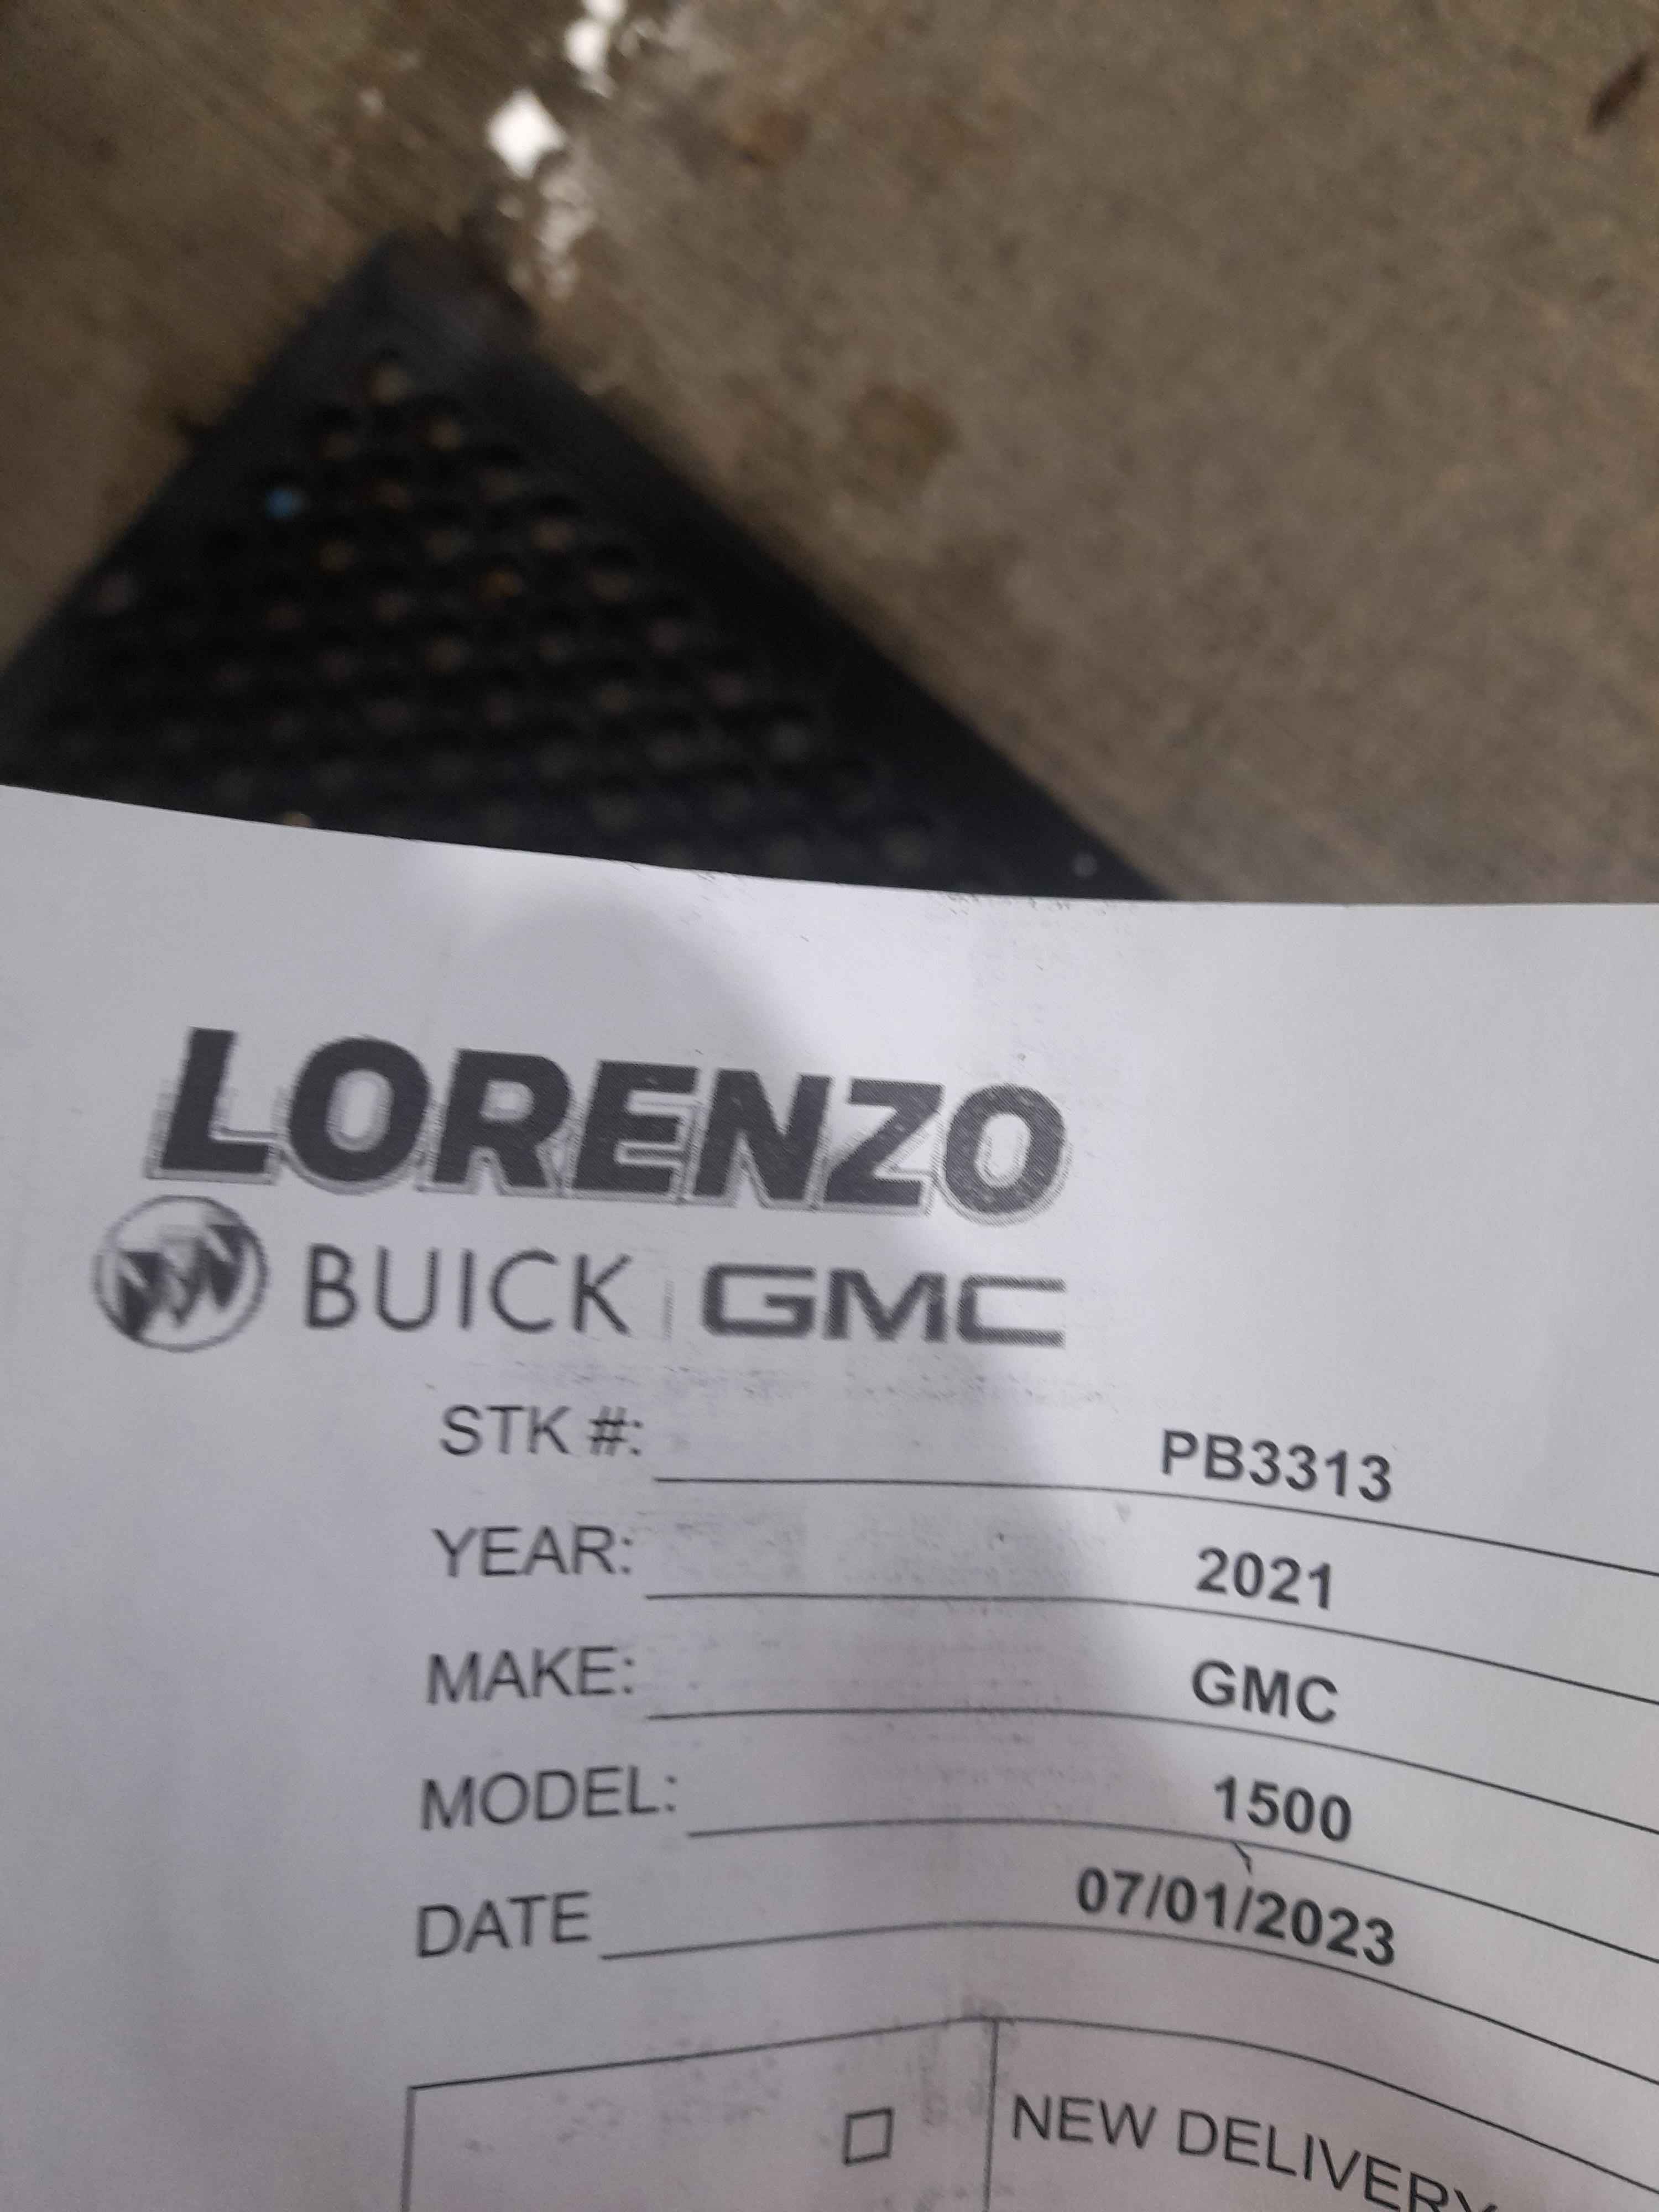 LORENZO
BUICK | GMC
STK #: PB3313
YEAR: 2021
MAKE: GMC
MODEL: 1500
DATE 07/01/2023
NEW DELIVERY